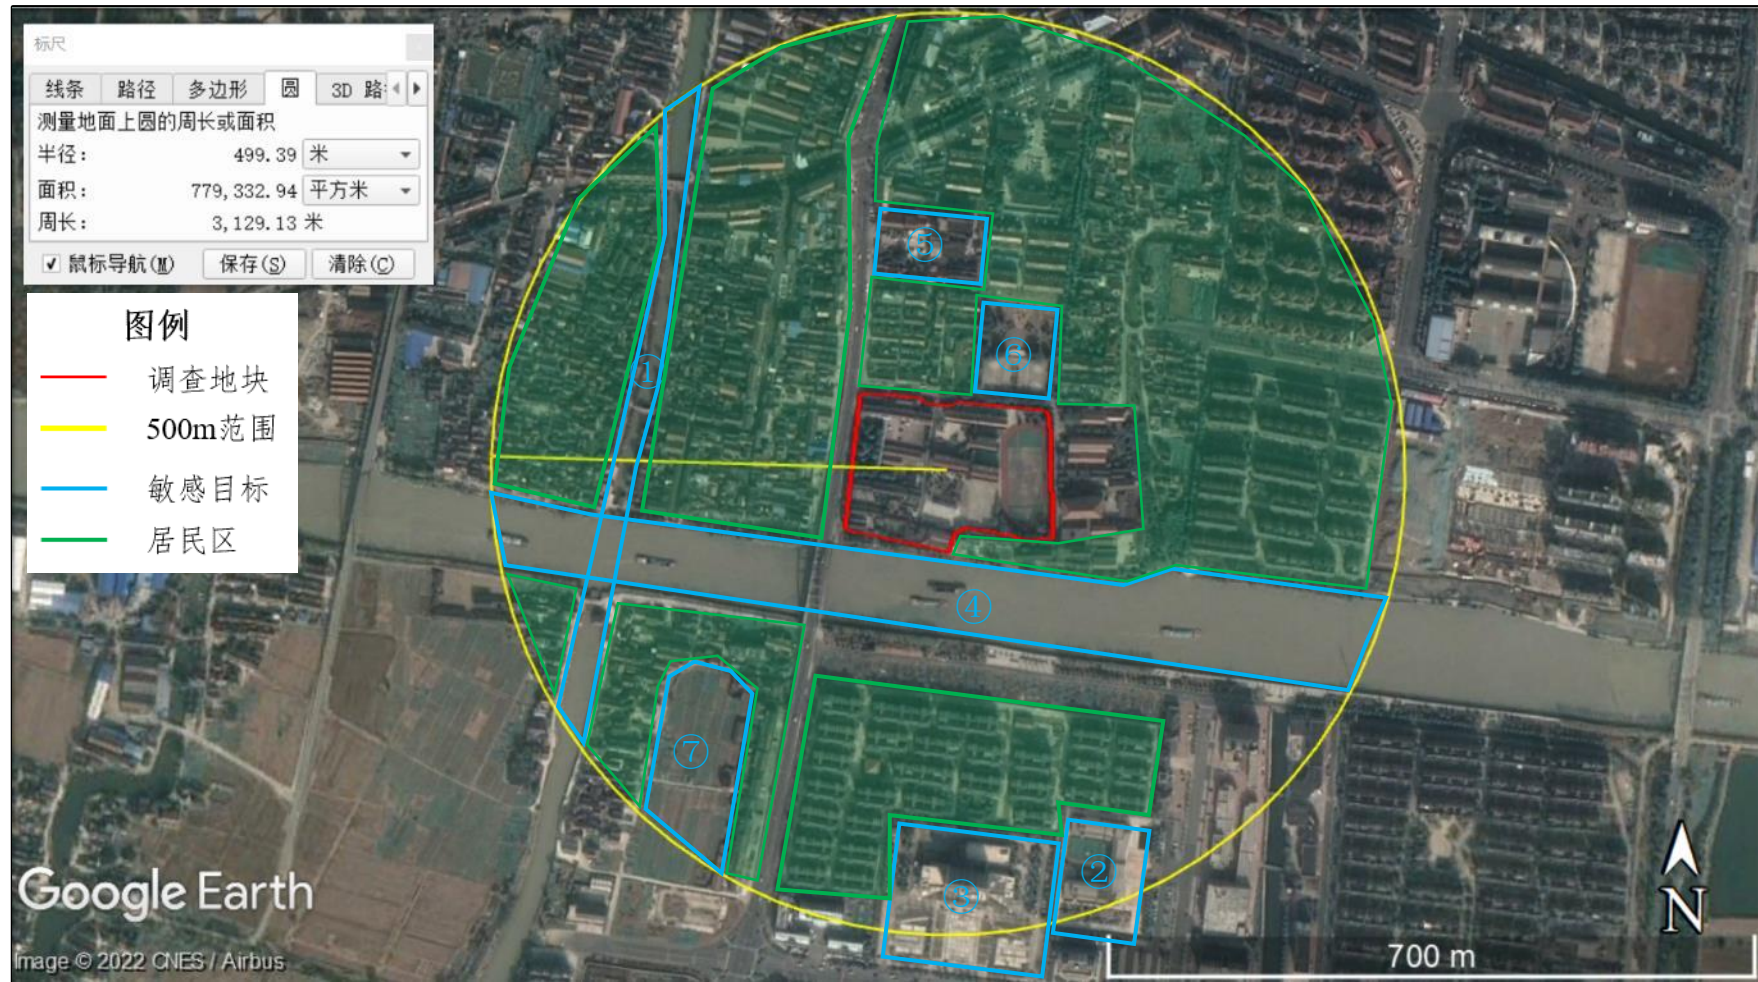 标尺
线条 路径 多边形 圆 3D 路
测量地面上圆的周长或面积
半径： 499.39 米
面积： 779,332.94 平方米
周长： 3,129.13 米
鼠标导航(M) 保存(S) 清除(C)
图例
调查地块
500m范围
敏感目标
居民区
⑤
⑥
①
④
⑦
②
③
Google Earth
Image © 2022 CNES / Airbus
N
700 m